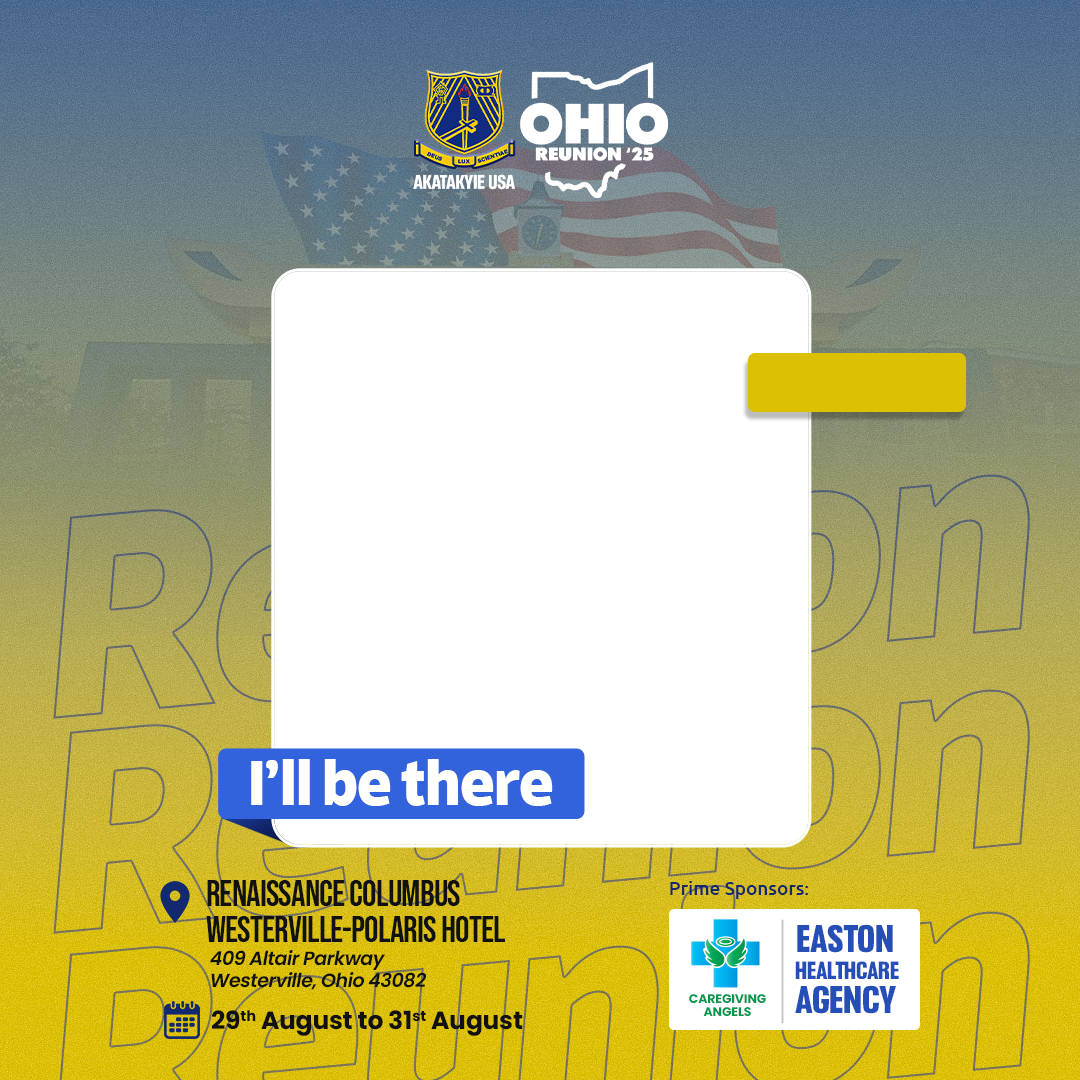 DEUS LUX SCIENTIAE
AKATAKYIE USA
OHIO
REUNION ‘25
Reunion
Reunion
Reunion
I’ll be there
RENAISSANCE COLUMBUS
WESTERVILLE-POLARIS HOTEL
409 Altair Parkway
Westerville, Ohio 43082
29th August to 31st August
Prime Sponsors:
CAREGIVING
ANGELS
EASTON
HEALTHCARE
AGENCY